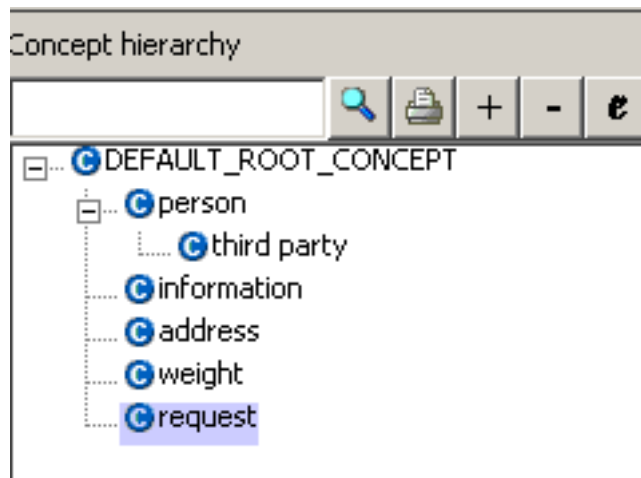 Concept hierarchy
+ - e
DEFAULT_ROOT_CONCEPT
person
third party
information
address
weight
request